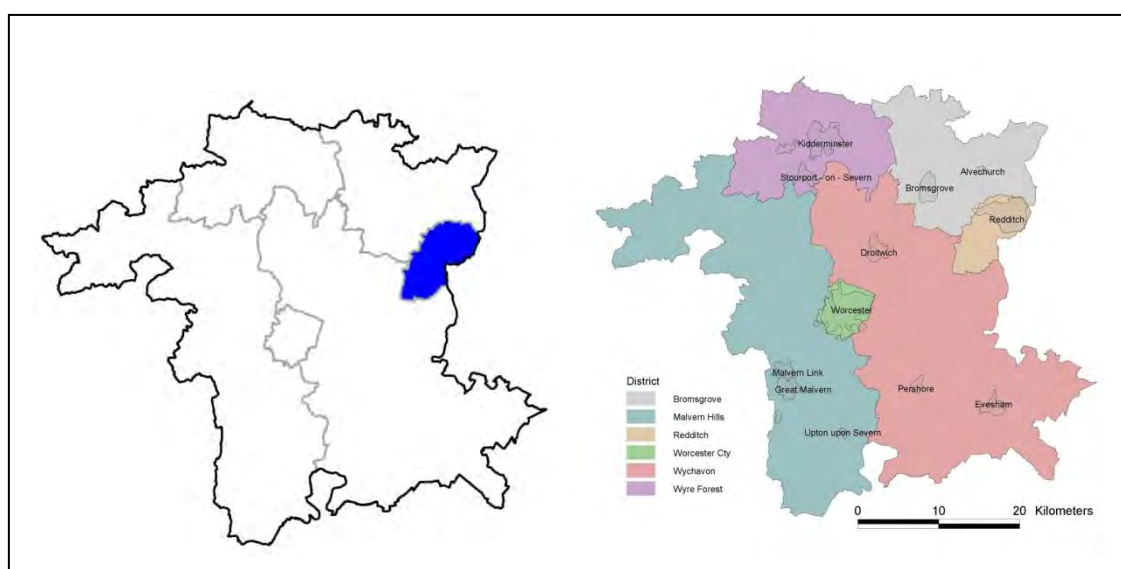 Kidderminster
Stourport - on - Severn
Bromsgrove
Alvechurch
Redditch
Droitwich
Worcester
Malvern Link
Great Malvern
Pershore
Evesham
Upton upon Severn
District
Bromsgrove
Malvern Hills
Redditch
Worcester Cty
Wychavon
Wyre Forest
0 10 20 Kilometers